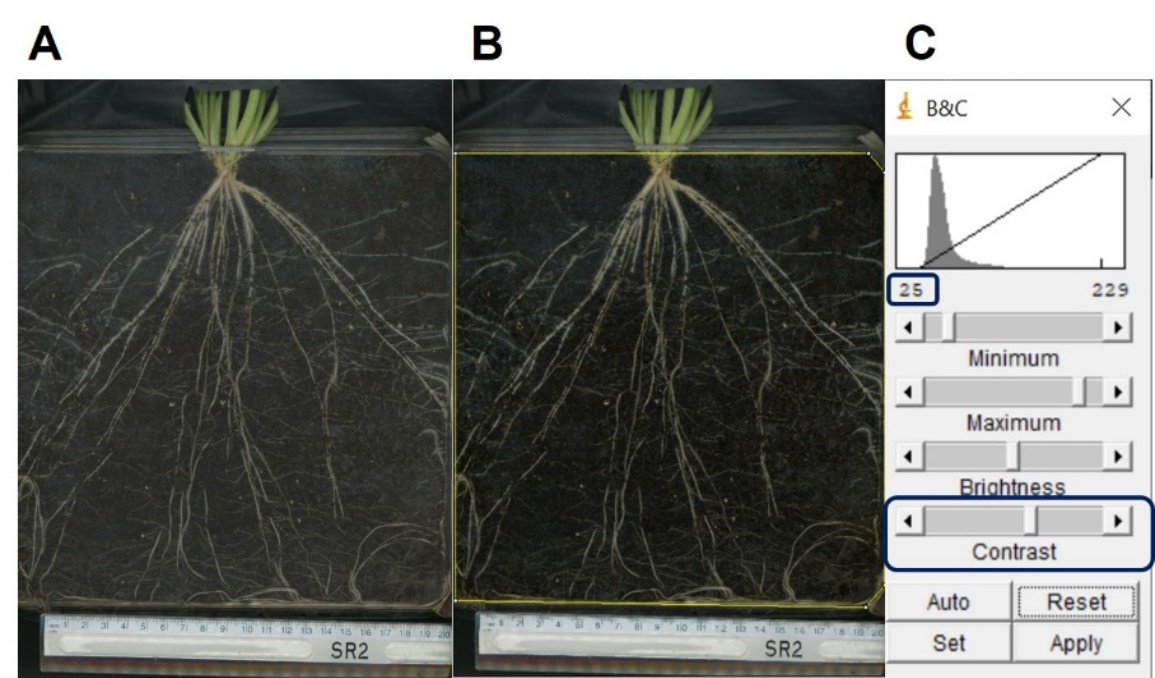 A B C
B&C
25 229
Minimum
Maximum
Brightness
Contrast
Auto Reset
Set Apply
SR2
SR2